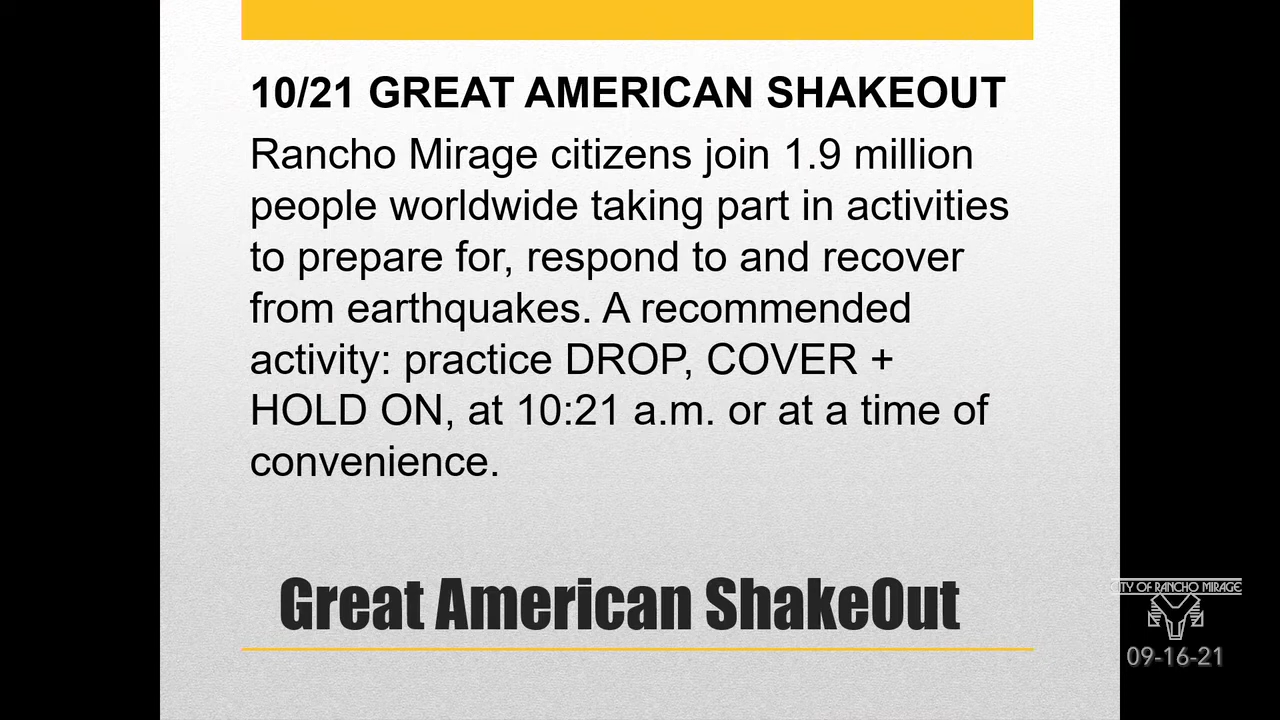 10/21 GREAT AMERICAN SHAKEOUT
Rancho Mirage citizens join 1.9 million
people worldwide taking part in activities
to prepare for, respond to and recover
from earthquakes. A recommended
activity: practice DROP, COVER +
HOLD ON, at 10:21 a.m. or at a time of
convenience.
Great American ShakeOut
CITY OF RANCHO MIRAGE
09-16-21